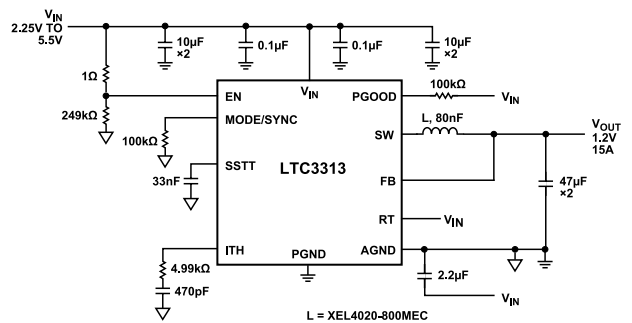 VIN
2.25V TO
5.5V
10µF
×2
0.1µF
0.1µF
10µF
×2
1Ω
249kΩ
EN
VIN
PGOOD
100kΩ
VIN
MODE/SYNC
100kΩ
SW
L, 80nF
VOUT
1.2V
15A
SSTT
33nF
LTC3313
FB
47µF
×2
RT
VIN
ITH
PGND
AGND
4.99kΩ
470pF
2.2µF
VIN
L = XEL4020-800MEC